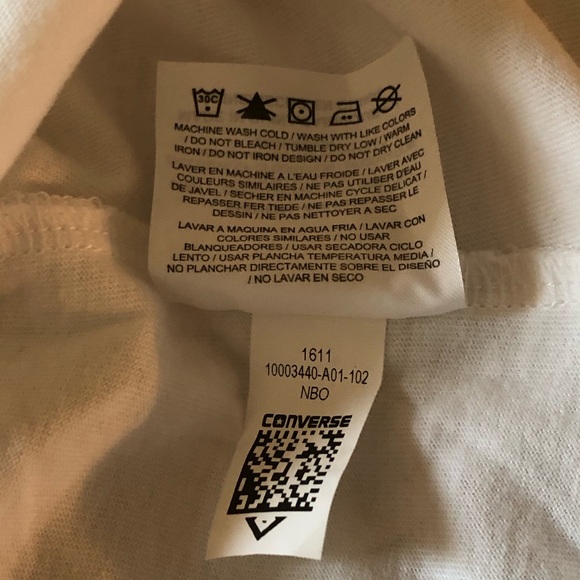 30C
MACHINE WASH COLD / WASH WITH LIKE COLORS
/ DO NOT BLEACH / TUMBLE DRY LOW / WARM
IRON / DO NOT IRON DESIGN / DO NOT DRY CLEAN
LAVER EN MACHINE A L'EAU FROIDE / LAVER AVEC
COULEURS SIMILAIRES / NE PAS UTILISER D'EAU
DE JAVEL / SECHER EN MACHINE CYCLE DELICAT /
REPASSER FER TIEDE / NE PAS REPASSER LE
DESSIN / NE PAS NETTOYER A SEC
LAVAR A MAQUINA EN AGUA FRIA / LAVAR CON
COLORES SIMILARES / NO USAR
BLANQUEADORES / USAR SECADORA CICLO
LENTO / USAR PLANCHA TEMPERATURA MEDIA /
NO PLANCHAR DIRECTAMENTE SOBRE EL DISEÑO
/ NO LAVAR EN SECO
1611
10003440-A01-102
NBO
CONVERSE